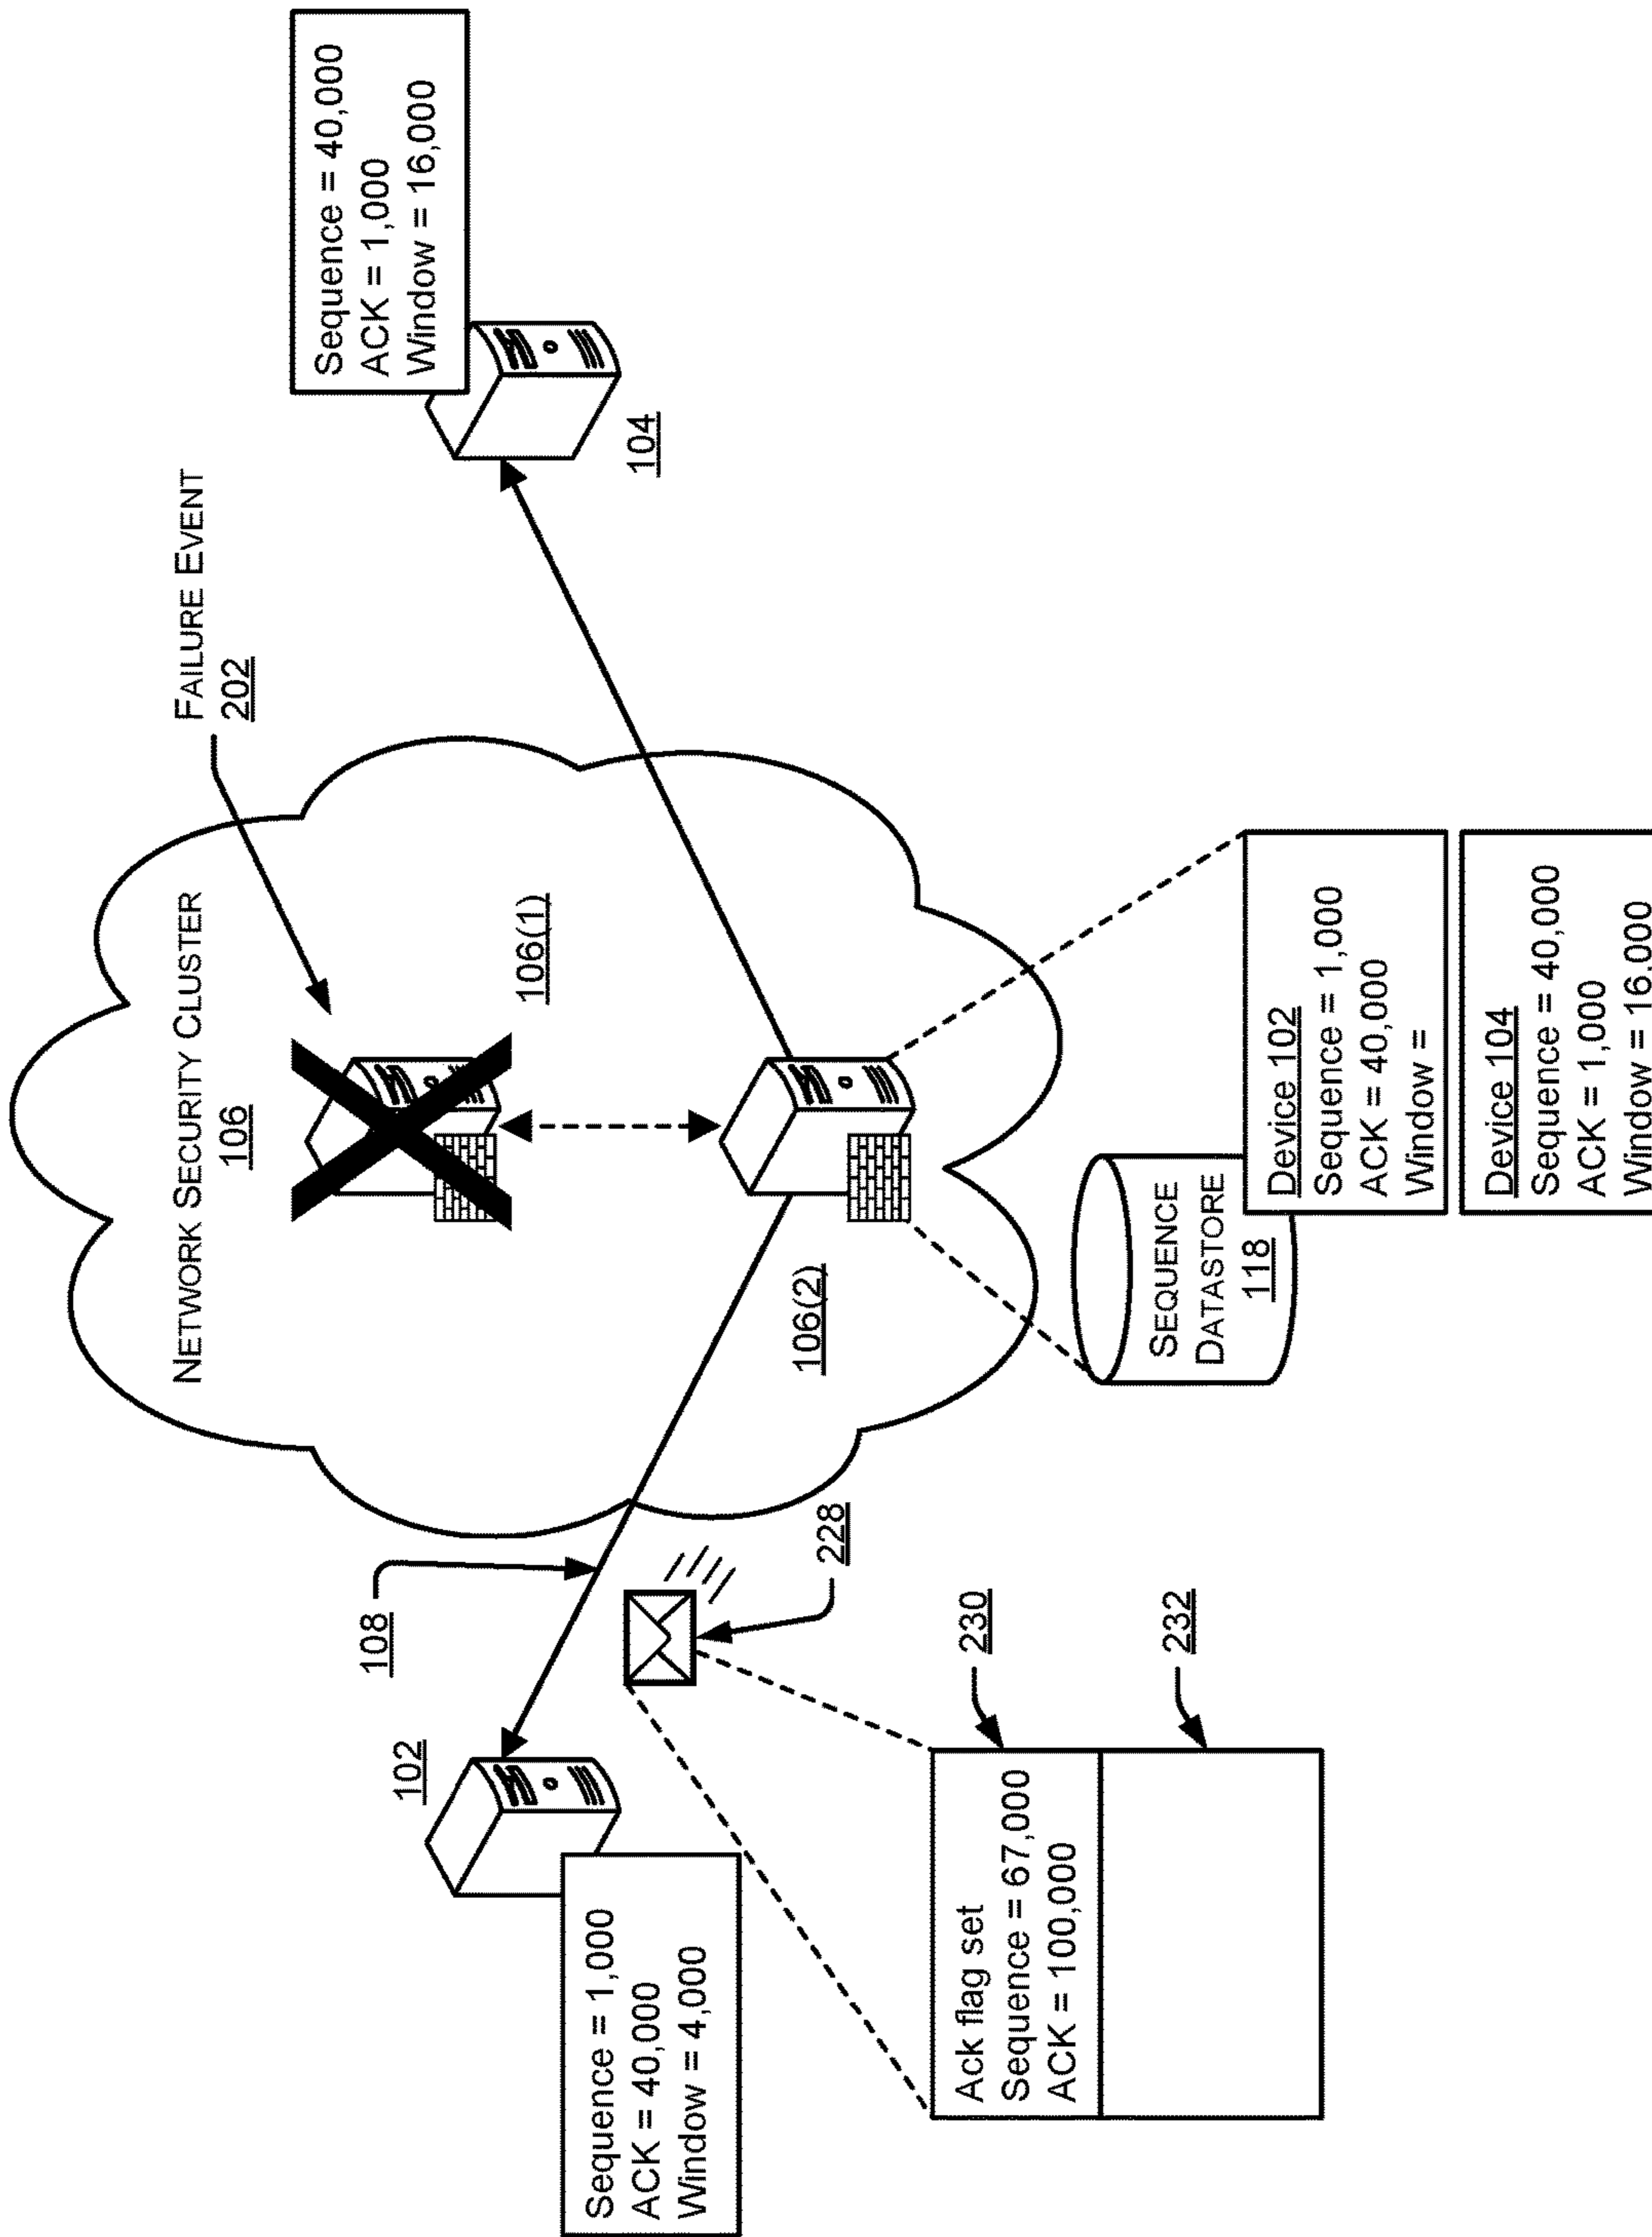 NETWORK SECURITY CLUSTER
106
FAILURE EVENT
202
106(1)
108
102
Sequence = 1,000
ACK = 40,000
Window = 4,000
104
Sequence = 40,000
ACK = 1,000
Window = 16,000
106(2)
228
Ack flag set
Sequence = 67,000
ACK = 100,000
230
232
SEQUENCE
DATASTORE
118
Device 102
Sequence = 1,000
ACK = 40,000
Window =
Device 104
Sequence = 40,000
ACK = 1,000
Window = 16,000